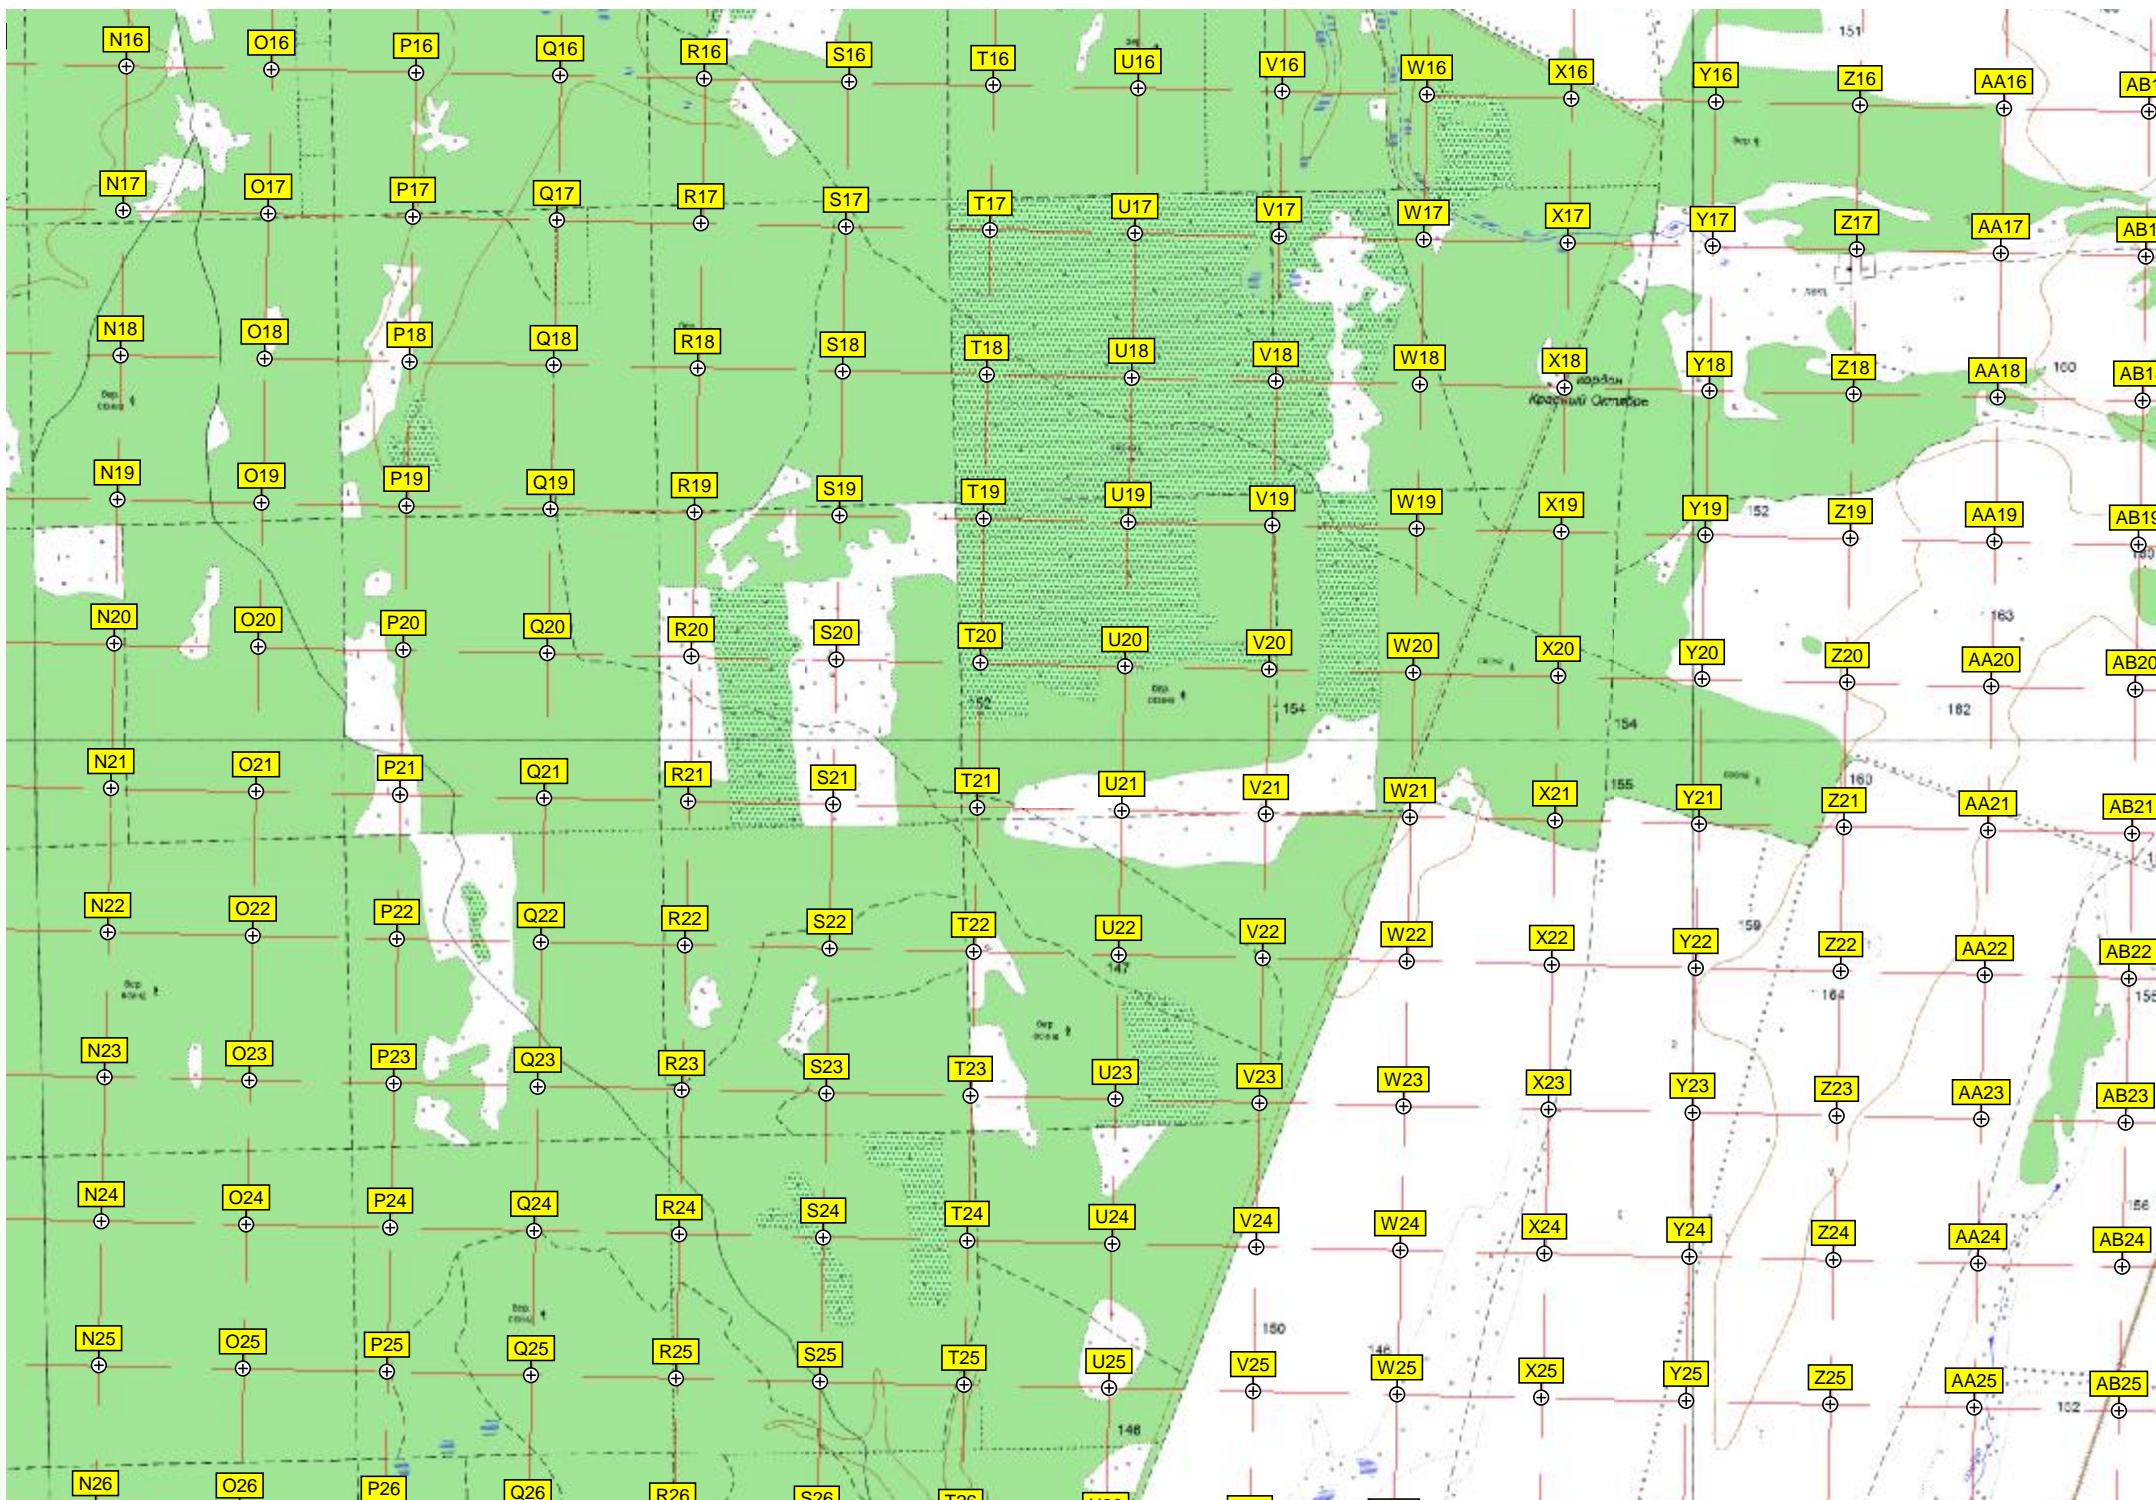 151
N16 O16 P16 Q16 R16 S16 T16 U16 V16 W16 X16 Y16 Z16 AA16
N17 O17 P17 Q17 R17 S17 T17 U17 V17 W17 X17 Y17 Z17 AA17
N18 O18 P18 Q18 R18 S18 T18 U18 V18 W18 X18 Y18 Z18 AA18
кордон
Красный Октябрь
N19 O19 P19 Q19 R19 S19 T19 U19 V19 W19 X19 Y19 152 Z19 AA19 AB19
163
N20 O20 P20 Q20 R20 S20 T20 U20 V20 W20 X20 Y20 Z20 AA20 AB20
152 154 154 162
N21 O21 P21 Q21 R21 S21 T21 U21 V21 W21 X21 155 Y21 Z21 160 AA21 AB21
159
N22 O22 P22 Q22 R22 S22 T22 U22 V22 W22 X22 Y22 Z22 AA22 AB22
147 164 155
N23 O23 P23 Q23 R23 S23 T23 U23 V23 W23 X23 Y23 Z23 AA23 AB23
156
N24 O24 P24 Q24 R24 S24 T24 U24 V24 W24 X24 Y24 Z24 AA24 AB24
150
N25 O25 P25 Q25 R25 S25 T25 U25 V25 W25 X25 Y25 Z25 AA25 AB25
N26 O26 P26 Q26 R26 S26 T26